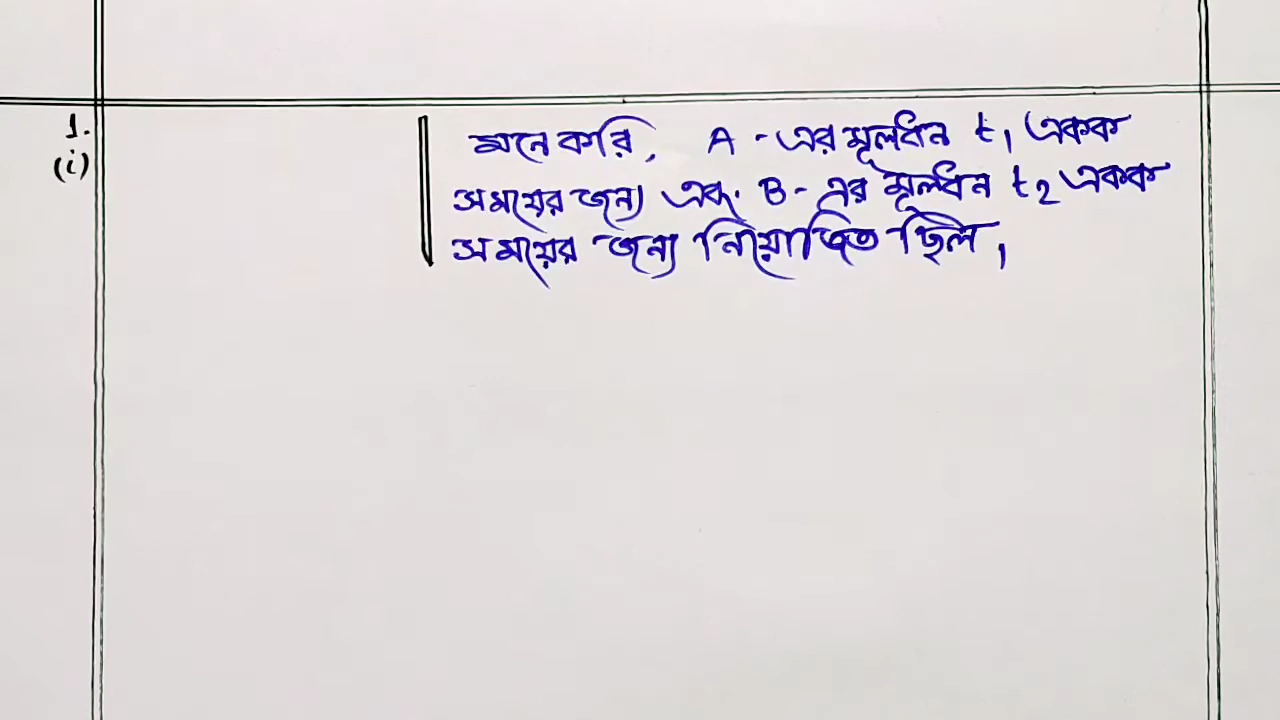 1.
(i)
মনে করি, A - এর মূলধন t₁ একক
সময়ের জন্য এবং B - এর মূলধন t₂ একক
সময়ের জন্য নিয়োজিত ছিল।